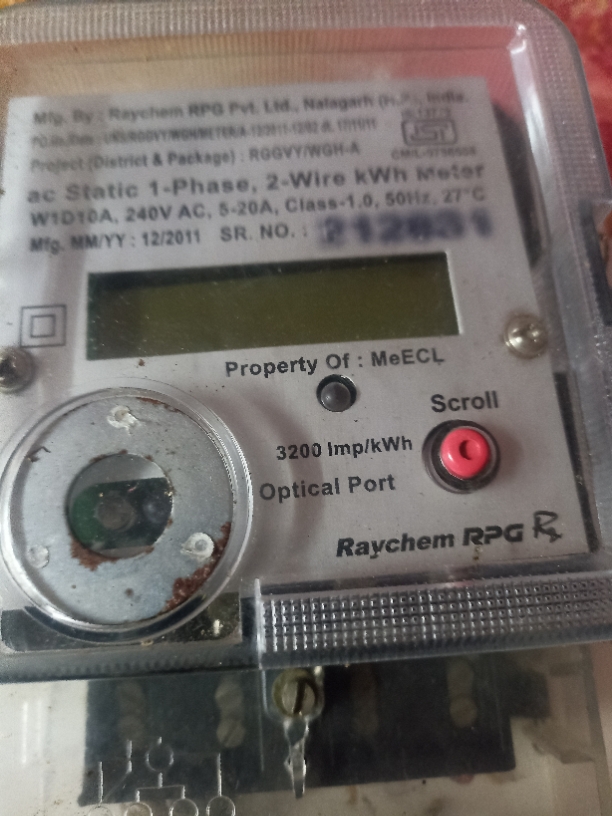 Mfg. By : Raychem RPG Pvt. Ltd., Nalagarh (H.P.), India.
Project (District & Package) : RGGVY/WGH-A
ac Static 1-Phase, 2-Wire kWh Meter
W1D10A, 240V AC, 5-20A, Class-1.0, 50Hz, 27°C
Mfg. MM/YY : 12/2011 SR. NO. :
Property Of : MeECL
Scroll
3200 Imp/kWh
Optical Port
Raychem RPG